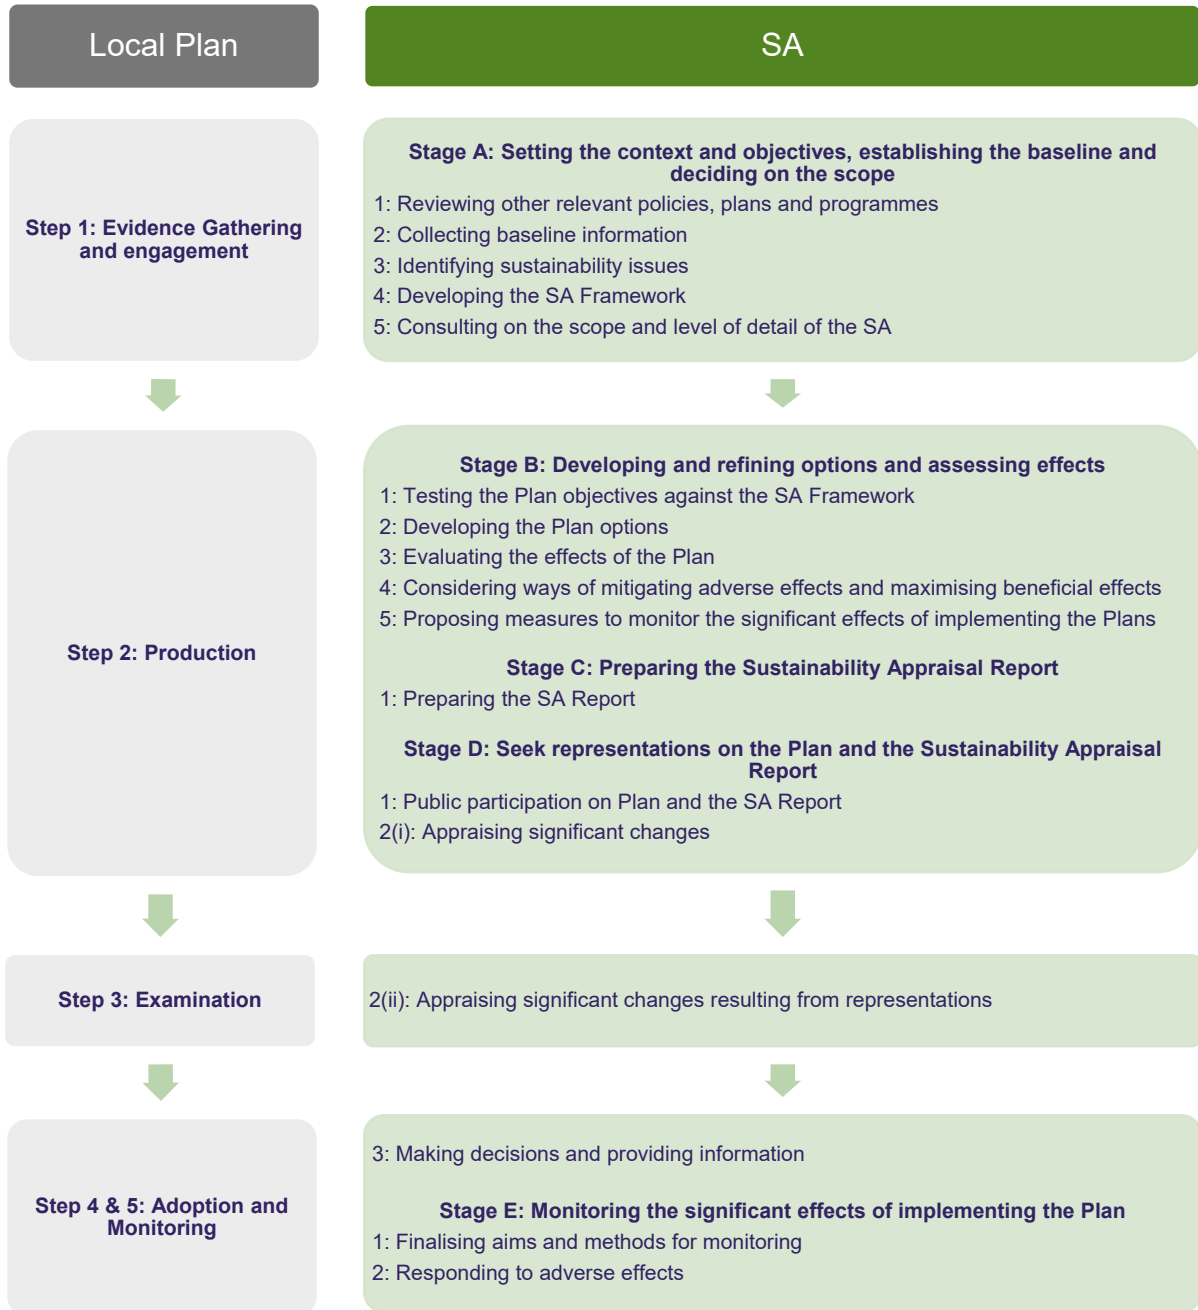 Local Plan
SA
Step 1: Evidence Gathering
and engagement
Stage A: Setting the context and objectives, establishing the baseline and
deciding on the scope
1: Reviewing other relevant policies, plans and programmes
2: Collecting baseline information
3: Identifying sustainability issues
4: Developing the SA Framework
5: Consulting on the scope and level of detail of the SA
Step 2: Production
Stage B: Developing and refining options and assessing effects
1: Testing the Plan objectives against the SA Framework
2: Developing the Plan options
3: Evaluating the effects of the Plan
4: Considering ways of mitigating adverse effects and maximising beneficial effects
5: Proposing measures to monitor the significant effects of implementing the Plans
Stage C: Preparing the Sustainability Appraisal Report
1: Preparing the SA Report
Stage D: Seek representations on the Plan and the Sustainability Appraisal
Report
1: Public participation on Plan and the SA Report
2(i): Appraising significant changes
Step 3: Examination
2(ii): Appraising significant changes resulting from representations
Step 4 & 5: Adoption and
Monitoring
3: Making decisions and providing information
Stage E: Monitoring the significant effects of implementing the Plan
1: Finalising aims and methods for monitoring
2: Responding to adverse effects